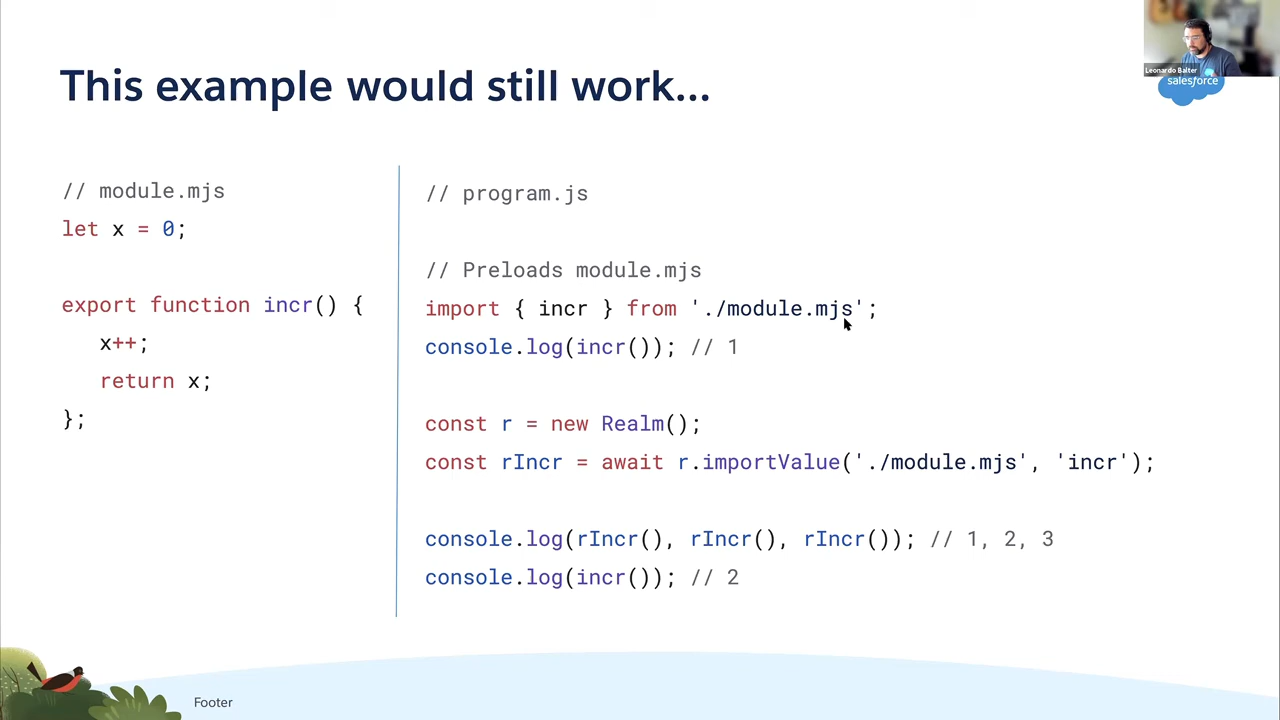 This example would still work...
Leonardo Balter
salesforce
// module.mjs
let x = 0;
export function incr() {
x++;
return x;
};
// program.js
// Preloads module.mjs
import { incr } from './module.mjs';
console.log(incr()); // 1
const r = new Realm();
const rIncr = await r.importValue('./module.mjs', 'incr');
console.log(rIncr(), rIncr(), rIncr()); // 1, 2, 3
console.log(incr()); // 2
Footer